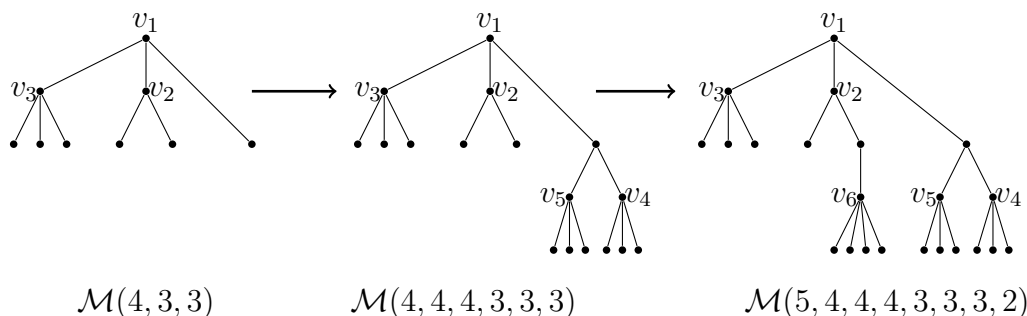 v₁ v₁ v₁
v₃ v₂ v₃ v₂ v₃ v₂
v₅ v₄ v₆ v₅ v₄
ℳ(4, 3, 3) ℳ(4, 4, 4, 3, 3, 3) ℳ(5, 4, 4, 4, 3, 3, 3, 2)